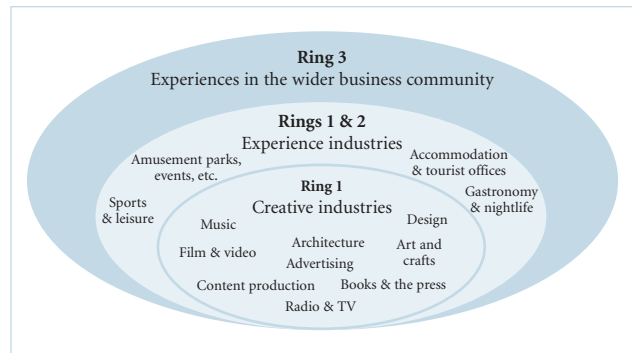 Ring 3
Experiences in the wider business community
Rings 1 & 2
Experience industries
Amusement parks,
events, etc.
Accommodation
& tourist offices
Sports
& leisure
Gastronomy
& nightlife
Ring 1
Creative industries
Music
Design
Film & video
Architecture
Art and
crafts
Advertising
Content production
Books & the press
Radio & TV